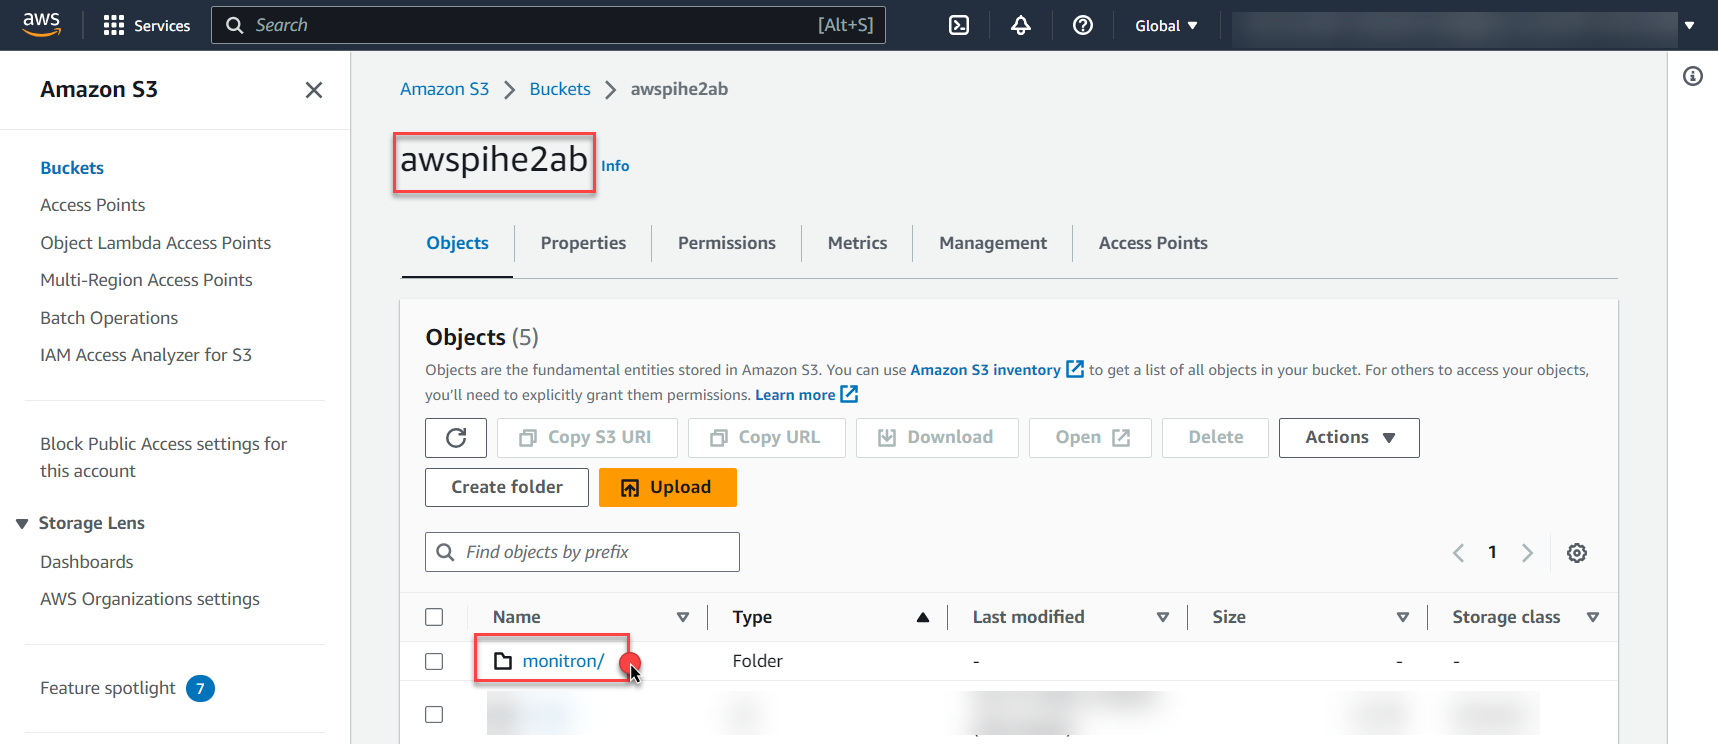 aws Services Search [Alt+S] Global
Amazon S3
Buckets
Access Points
Object Lambda Access Points
Multi-Region Access Points
Batch Operations
IAM Access Analyzer for S3
Block Public Access settings for
this account
Storage Lens
Dashboards
AWS Organizations settings
Feature spotlight 7
Amazon S3 Buckets awspihe2ab
awspihe2ab Info
Objects Properties Permissions Metrics Management Access Points
Objects (5)
Objects are the fundamental entities stored in Amazon S3. You can use Amazon S3 inventory to get a list of all objects in your bucket. For others to access your objects,
you'll need to explicitly grant them permissions. Learn more
Copy S3 URI Copy URL Download Open Delete Actions
Create folder Upload
Find objects by prefix 1
Name Type Last modified Size Storage class
monitron/ Folder - - -